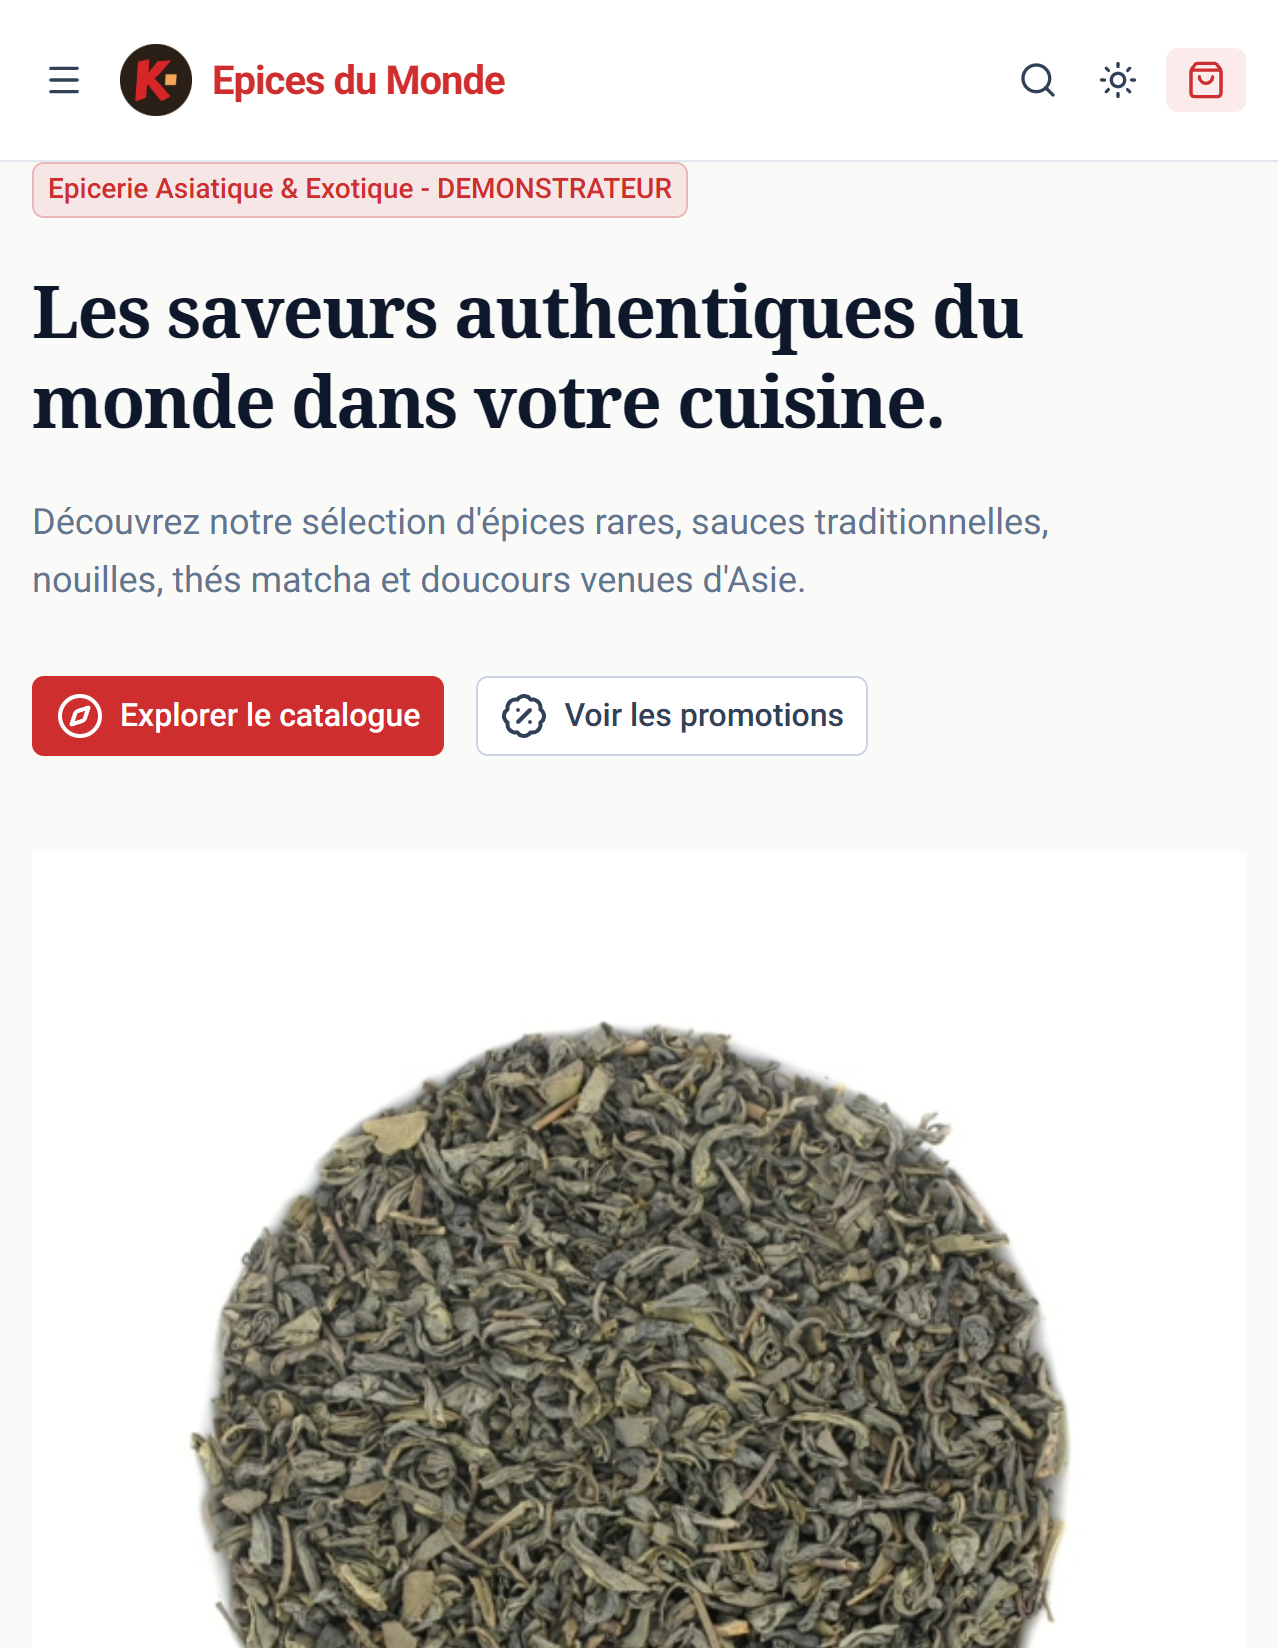 Epices du Monde
Epicerie Asiatique & Exotique - DEMONSTRATEUR
Les saveurs authentiques du
monde dans votre cuisine.
Découvrez notre sélection d'épices rares, sauces traditionnelles,
nouilles, thés matcha et doucours venues d'Asie.
Explorer le catalogue
Voir les promotions